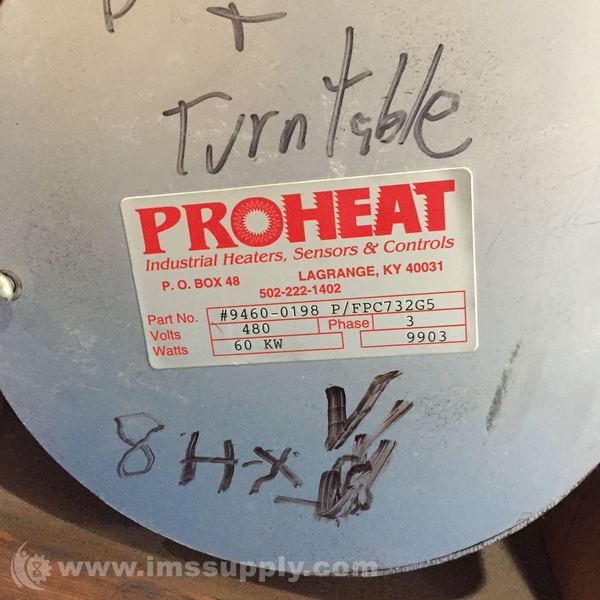 Turntable
PROHEAT
Industrial Heaters, Sensors & Controls
P. O. BOX 48 LAGRANGE, KY 40031
502-222-1402
Part No. #9460-0198 P/FPC732G5
Volts 480 Phase 3
Watts 60 KW 9903
8 H-X
www.imssupply.com